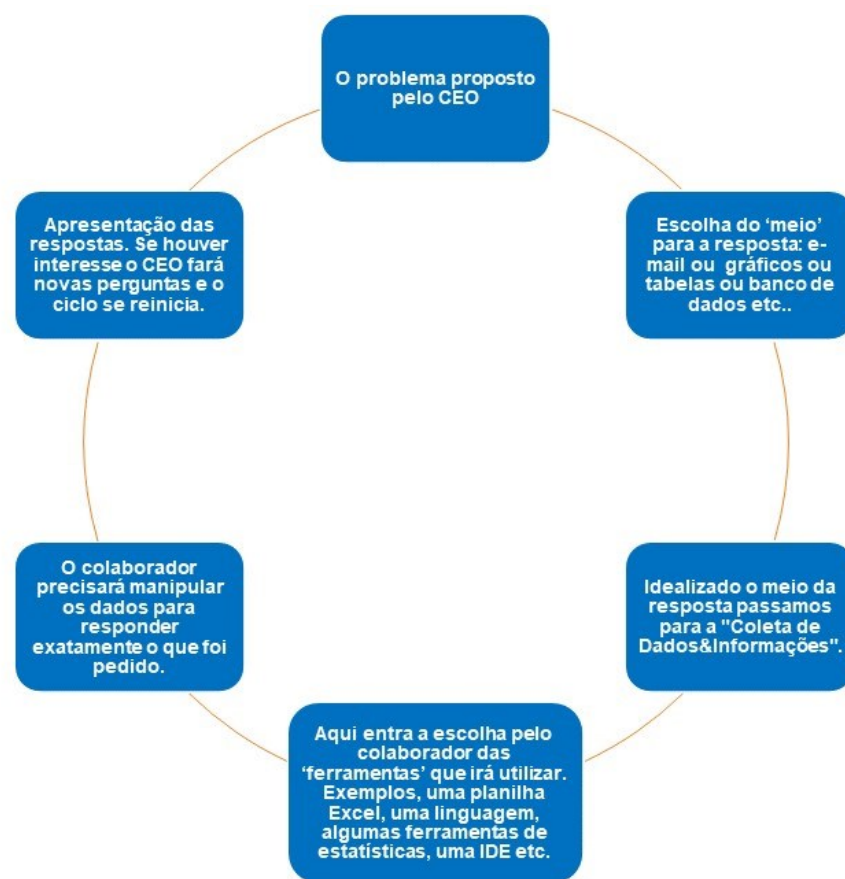 O problema proposto
pelo CEO
Escolha do ‘meio’
para a resposta: e-
mail ou gráficos ou
tabelas ou banco de
dados etc..
Idealizado o meio da
resposta passamos
para a "Coleta de
Dados&Informações".
Aqui entra a escolha pelo
colaborador das
‘ferramentas’ que irá utilizar.
Exemplos, uma planilha
Excel, uma linguagem,
algumas ferramentas de
estatísticas, uma IDE etc.
O colaborador
precisará manipular
os dados para
responder
exatamente o que foi
pedido.
Apresentação das
respostas. Se houver
interesse o CEO fará
novas perguntas e o
ciclo se reinicia.